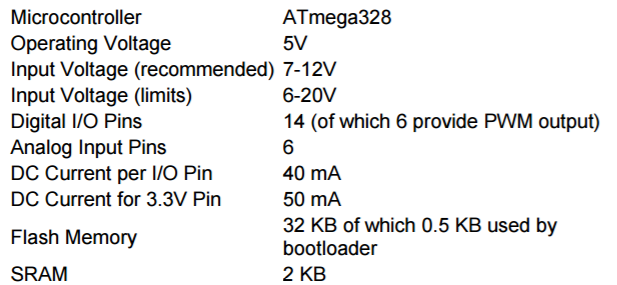 Microcontroller ATmega328
Operating Voltage 5V
Input Voltage (recommended) 7-12V
Input Voltage (limits) 6-20V
Digital I/O Pins 14 (of which 6 provide PWM output)
Analog Input Pins 6
DC Current per I/O Pin 40 mA
DC Current for 3.3V Pin 50 mA
Flash Memory 32 KB of which 0.5 KB used by
bootloader
SRAM 2 KB